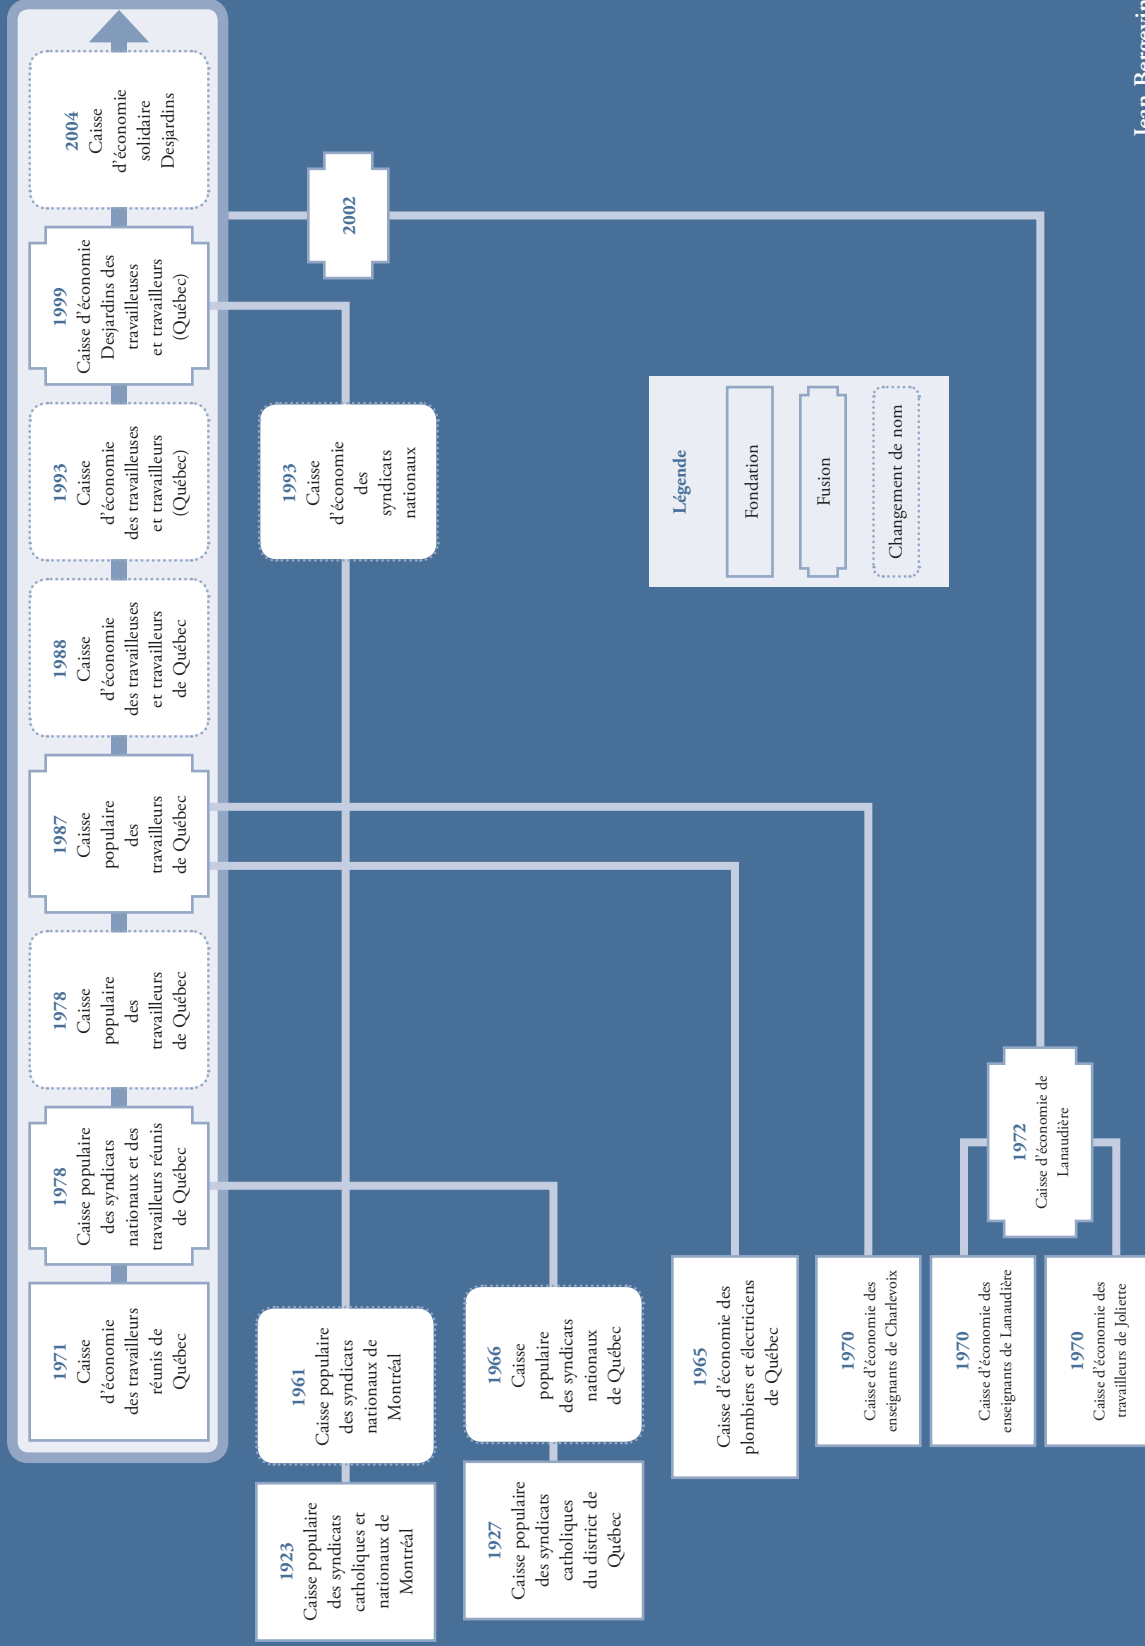 1971
Caisse
d'économie
des travailleurs
réunis de
Québec
1978
Caisse populaire
des syndicats
nationaux et des
travailleurs réunis
de Québec
1978
Caisse
populaire
des
travailleurs
de Québec
1987
Caisse
populaire
des
travailleurs
de Québec
1988
Caisse
d'économie
des travailleuses
et travailleurs
de Québec
1993
Caisse
d'économie
des travailleuses
et travailleurs
(Québec)
1999
Caisse d'économie
Desjardins des
travailleuses
et travailleurs
(Québec)
2004
Caisse
d'économie
solidaire
Desjardins
1923
Caisse populaire
des syndicats
catholiques et
nationaux de
Montréal
1961
Caisse populaire
des syndicats
nationaux de
Montréal
1993
Caisse
d'économie
des
syndicats
nationaux
2002
1927
Caisse populaire
des syndicats
catholiques
du district de
Québec
1966
Caisse
populaire
des syndicats
nationaux
de Québec
1965
Caisse d'économie des
plombiers et électriciens
de Québec
Légende
Fondation
Fusion
Changement de nom
1970
Caisse d'économie des
enseignants de Charlevoix
1970
Caisse d'économie des
enseignants de Lanaudière
1972
Caisse d'économie de
Lanaudière
1970
Caisse d'économie des
travailleurs de Joliette
Jean Bergevin